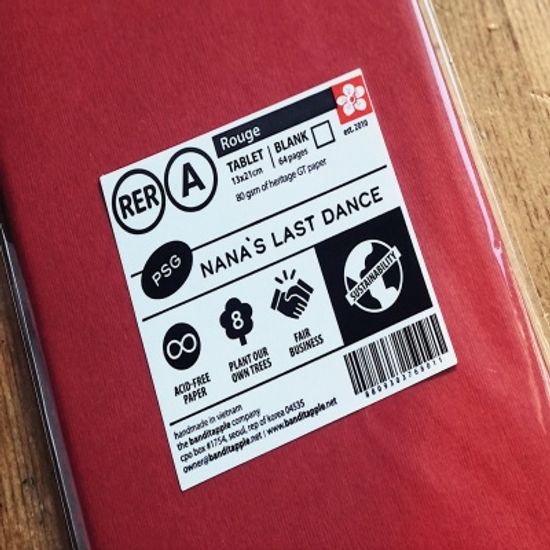 Rouge
RER A
TABLET | BLANK
13x21cm 64 pages
80 gsm of heritage GT paper
est. 2010
PSG
NANA'S LAST DANCE
ACID-FREE
PAPER
8
PLANT OUR
OWN TREES
FAIR
BUSINESS
SUSTAINABILITY
handmade in vietnam
the banditapple company
cpo box #1754, seoul, rep of korea 04535
owner@banditapple.net | www.banditapple.net